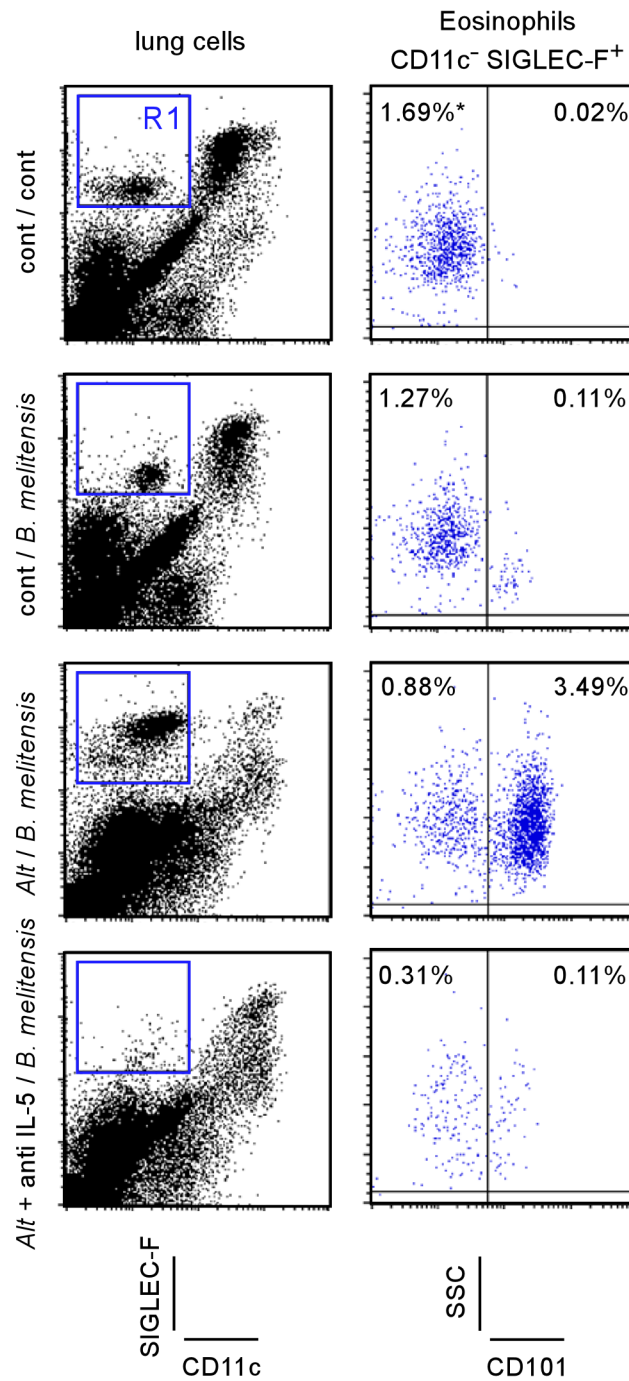 lung cells
Eosinophils
CD11c⁻ SIGLEC-F⁺
cont / cont
R1
1.69%*
0.02%
cont / B. melitensis
1.27%
0.11%
Alt / B. melitensis
0.88%
3.49%
Alt + anti IL-5 / B. melitensis
0.31%
0.11%
SIGLEC-F
CD11c
SSC
CD101